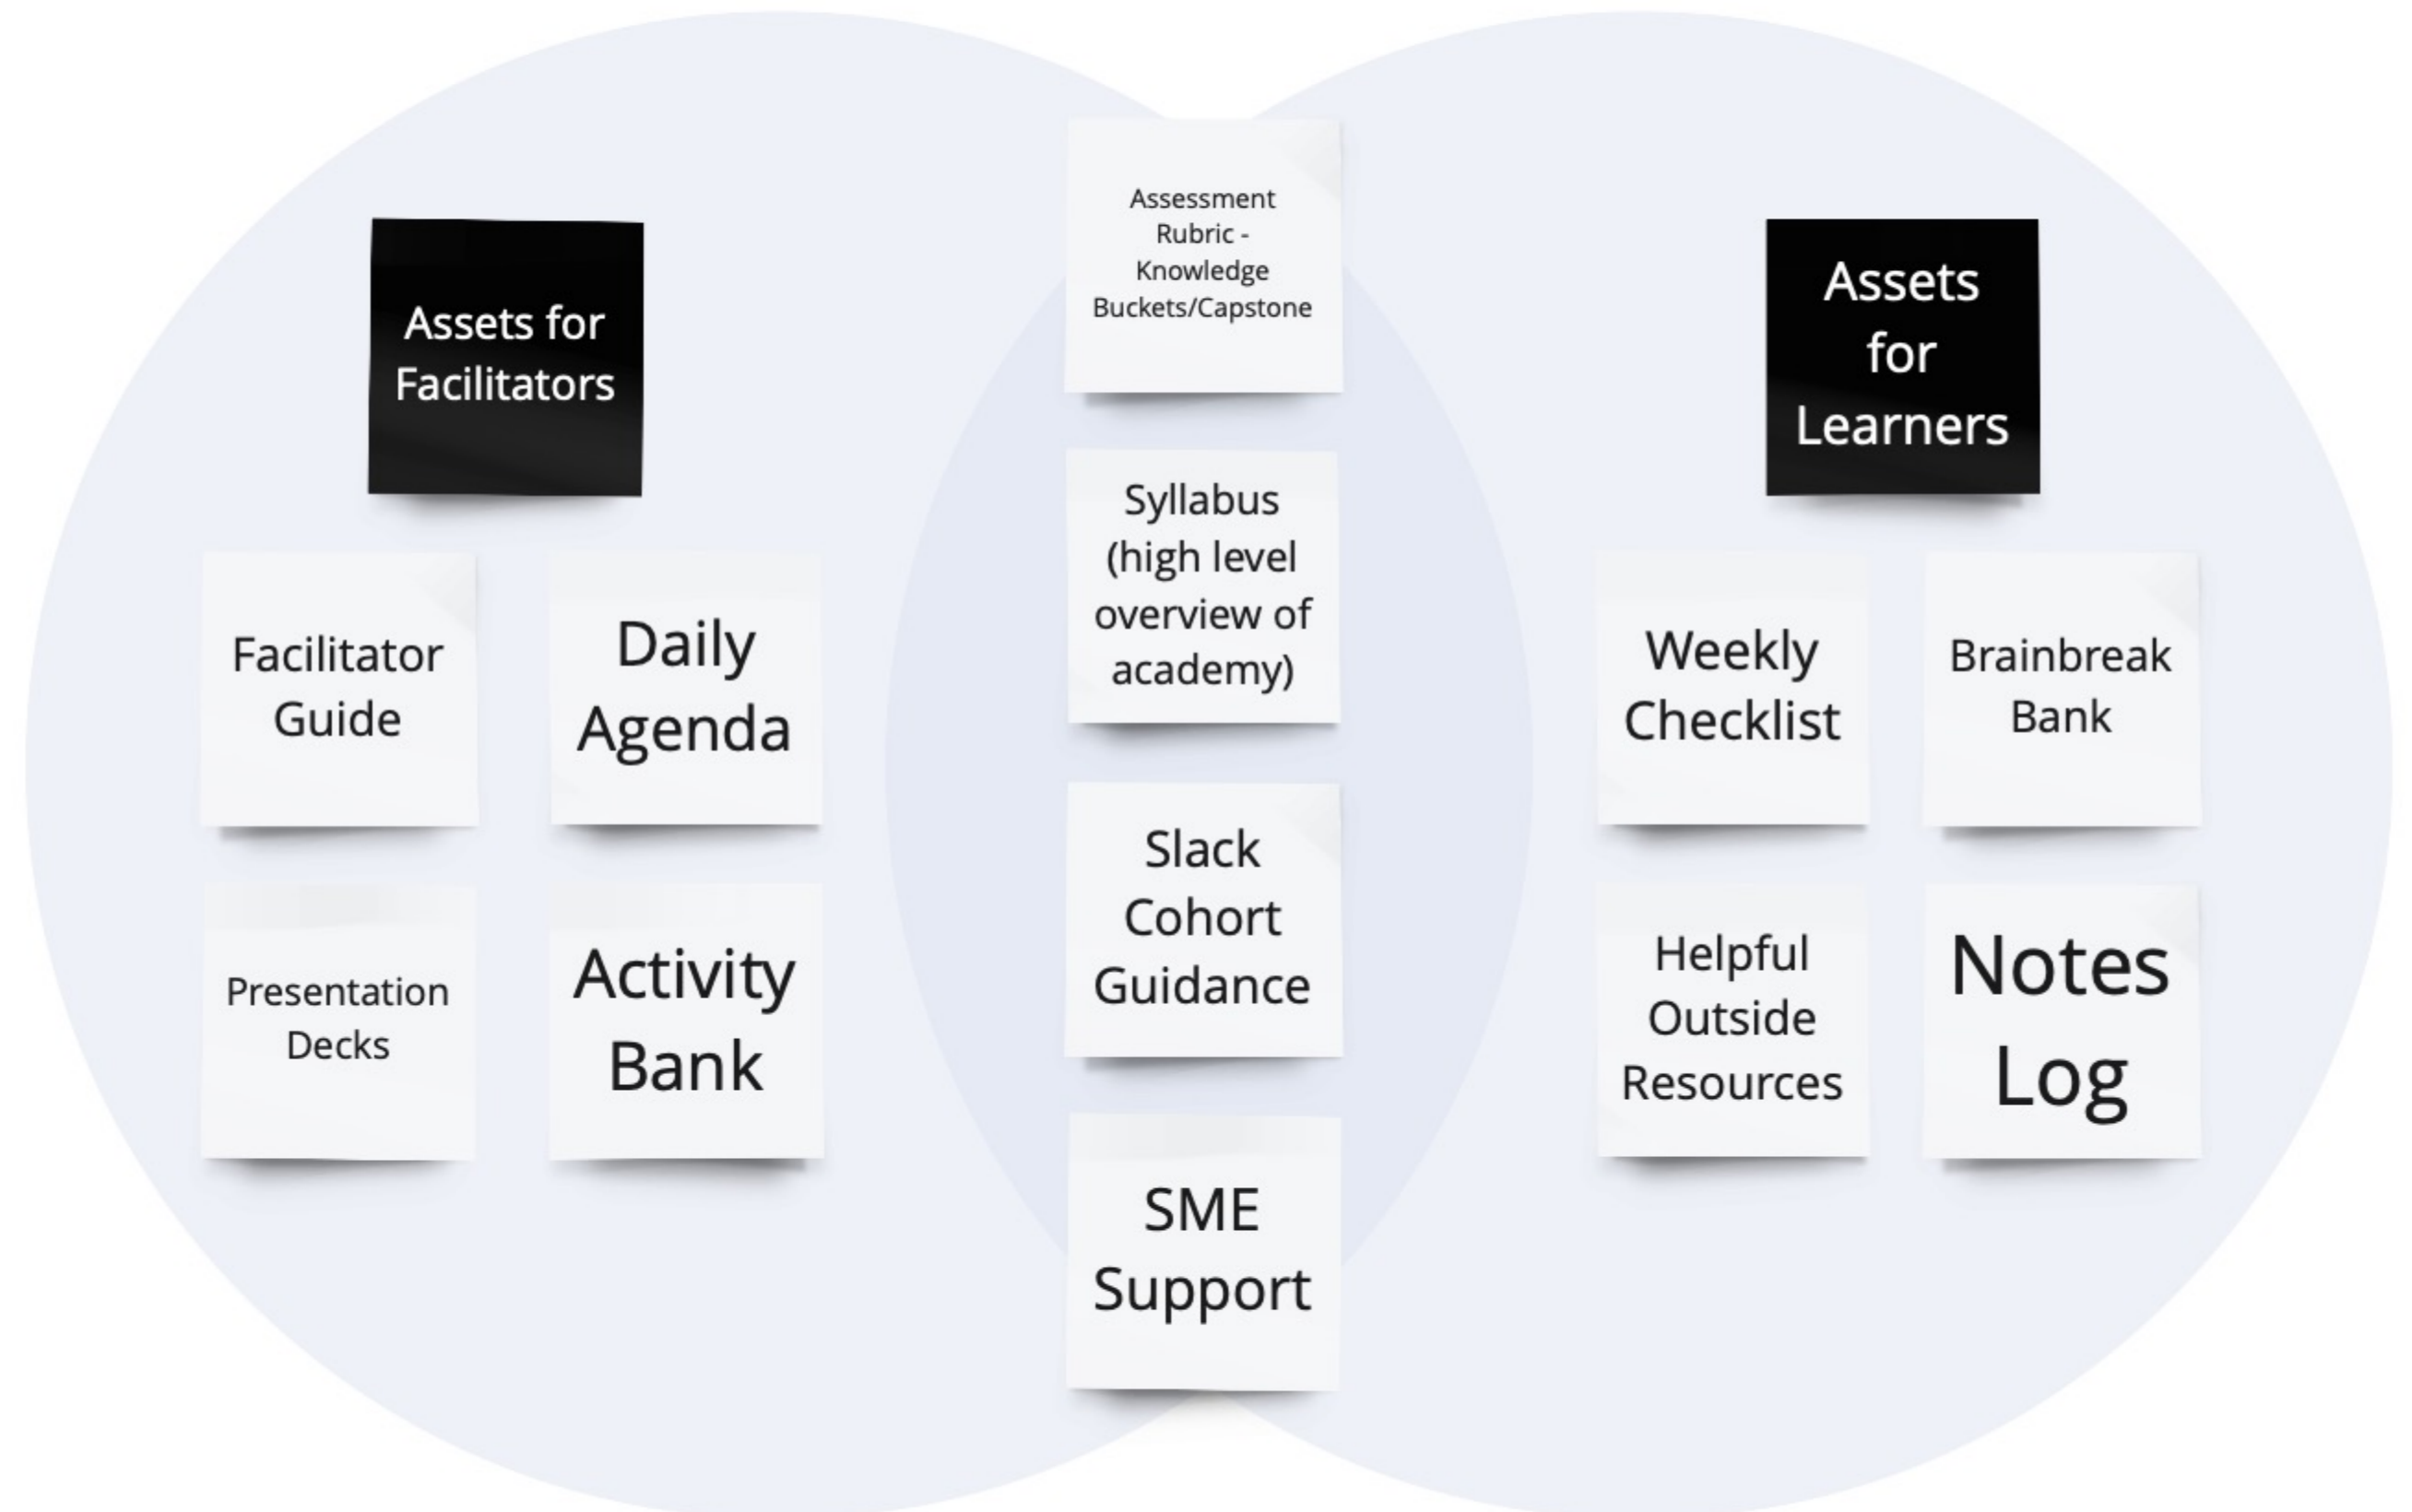 Assets for
Facilitators
Facilitator
Guide
Daily
Agenda
Presentation
Decks
Activity
Bank
Assessment
Rubric -
Knowledge
Buckets/Capstone
Syllabus
(high level
overview of
academy)
Slack
Cohort
Guidance
SME
Support
Assets
for
Learners
Weekly
Checklist
Brainbreak
Bank
Helpful
Outside
Resources
Notes
Log